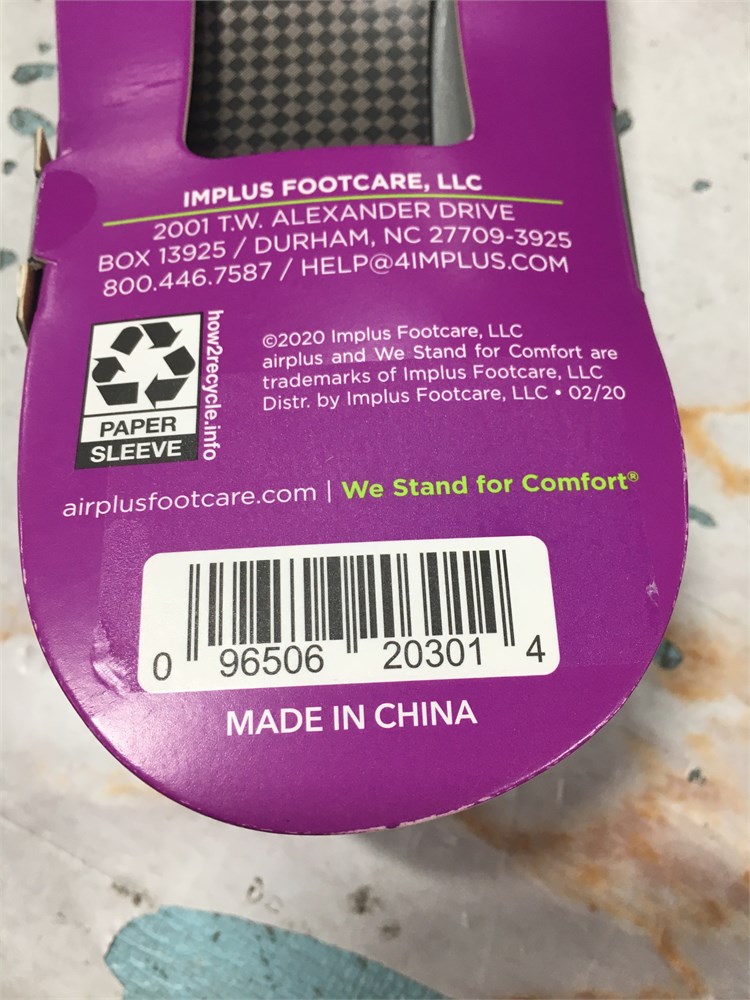 IMPLUS FOOTCARE, LLC
2001 T.W. ALEXANDER DRIVE
BOX 13925 / DURHAM, NC 27709-3925
800.446.7587 / HELP@4IMPLUS.COM
how2recycle.info
PAPER
SLEEVE
©2020 Implus Footcare, LLC
airplus and We Stand for Comfort are
trademarks of Implus Footcare, LLC
Distr. by Implus Footcare, LLC • 02/20
airplusfootcare.com | We Stand for Comfort®
0 96506 20301 4
MADE IN CHINA